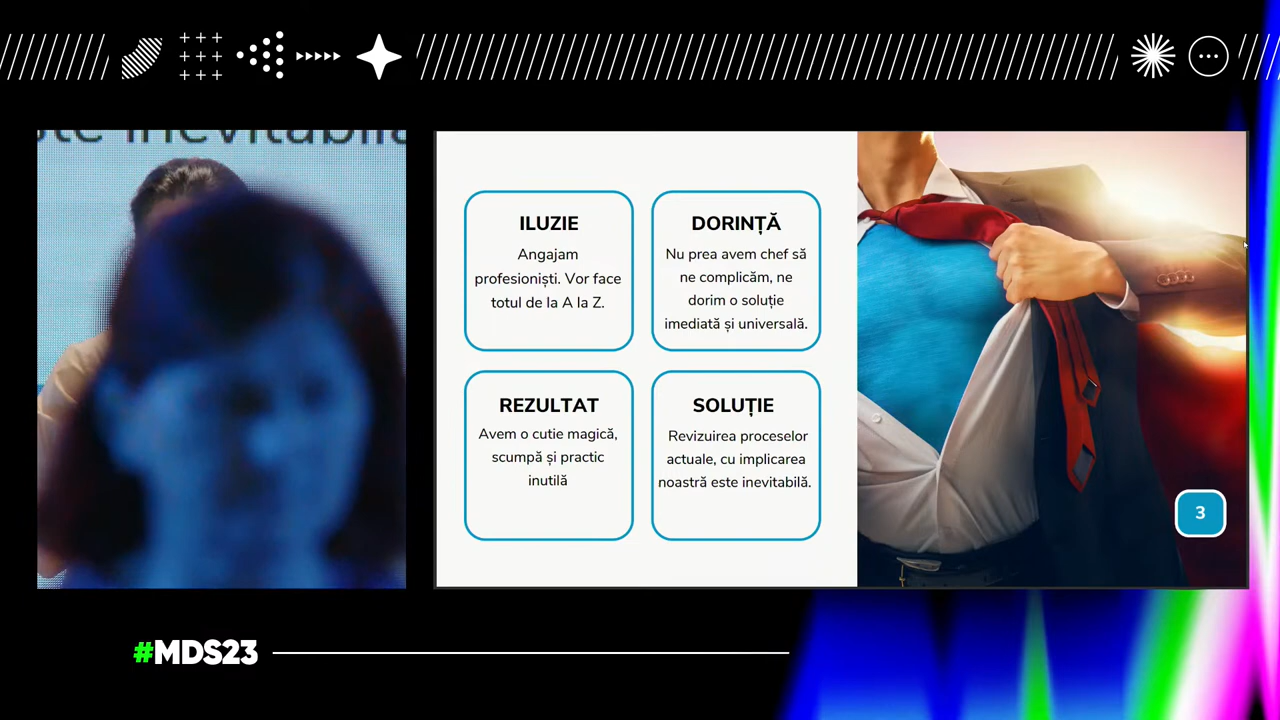 ILUZIE
Angajam
profesioniști. Vor face
totul de la A la Z.
DORINȚĂ
Nu prea avem chef să
ne complicăm, ne
dorim o soluție
imediată și universală.
REZULTAT
Avem o cutie magică,
scumpă și practic
inutilă
SOLUȚIE
Revizuirea proceselor
actuale, cu implicarea
noastră este inevitabilă.
3
#MDS23